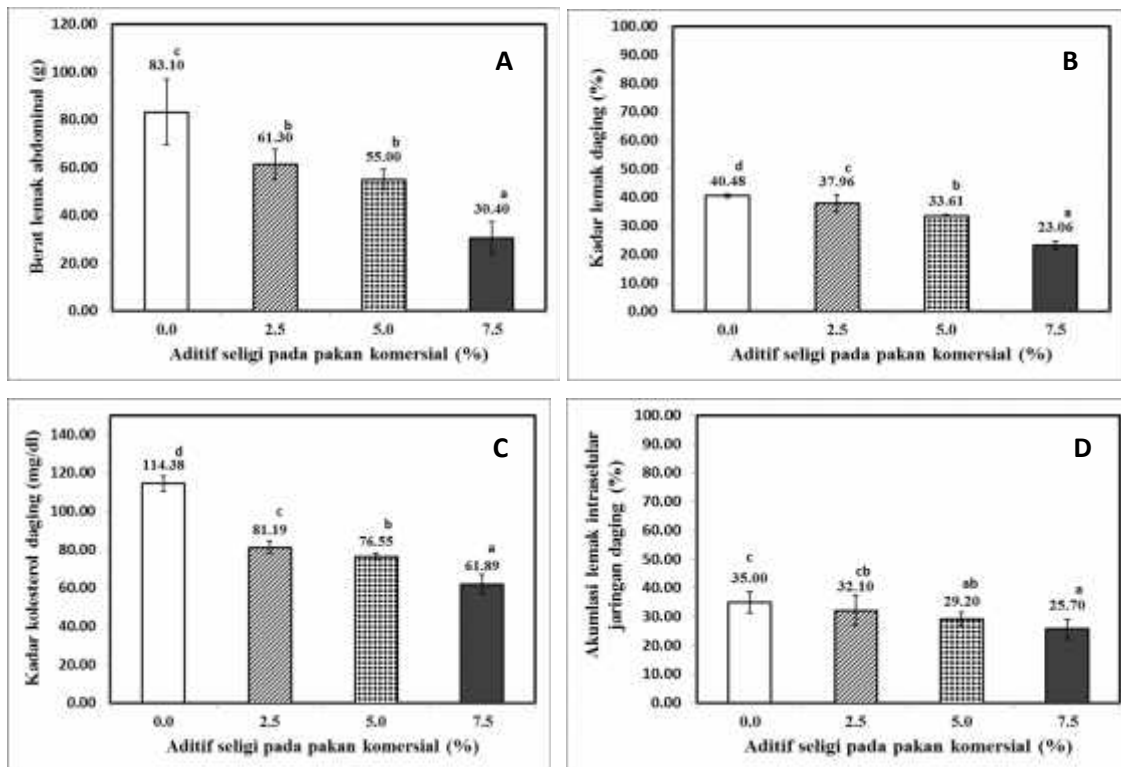 120.00
100.00
80.00
60.00
40.00
20.00
0.00
Berat lemak abdominal (g)
A
c
83.10
b
61.30
b
55.00
a
30.40
0.0 2.5 5.0 7.5
Aditif seligi pada pakan komersial (%)
100.00
90.00
80.00
70.00
60.00
50.00
40.00
30.00
20.00
10.00
0.00
Kadar lemak daging (%)
B
d
40.48
c
37.96
b
33.61
a
23.06
0.0 2.5 5.0 7.5
Aditif seligi pada pakan komersial (%)
140.00
120.00
100.00
80.00
60.00
40.00
20.00
0.00
Kadar kolesterol daging (mg/dl)
C
d
114.38
c
81.19
b
76.55
a
61.89
0.0 2.5 5.0 7.5
Aditif seligi pada pakan komersial (%)
100.00
90.00
80.00
70.00
60.00
50.00
40.00
30.00
20.00
10.00
0.00
Akumlasi lemak intraselular
jaringan daging (%)
D
c
35.00
cb
32.10
ab
29.20
a
25.70
0.0 2.5 5.0 7.5
Aditif seligi pada pakan komersial (%)